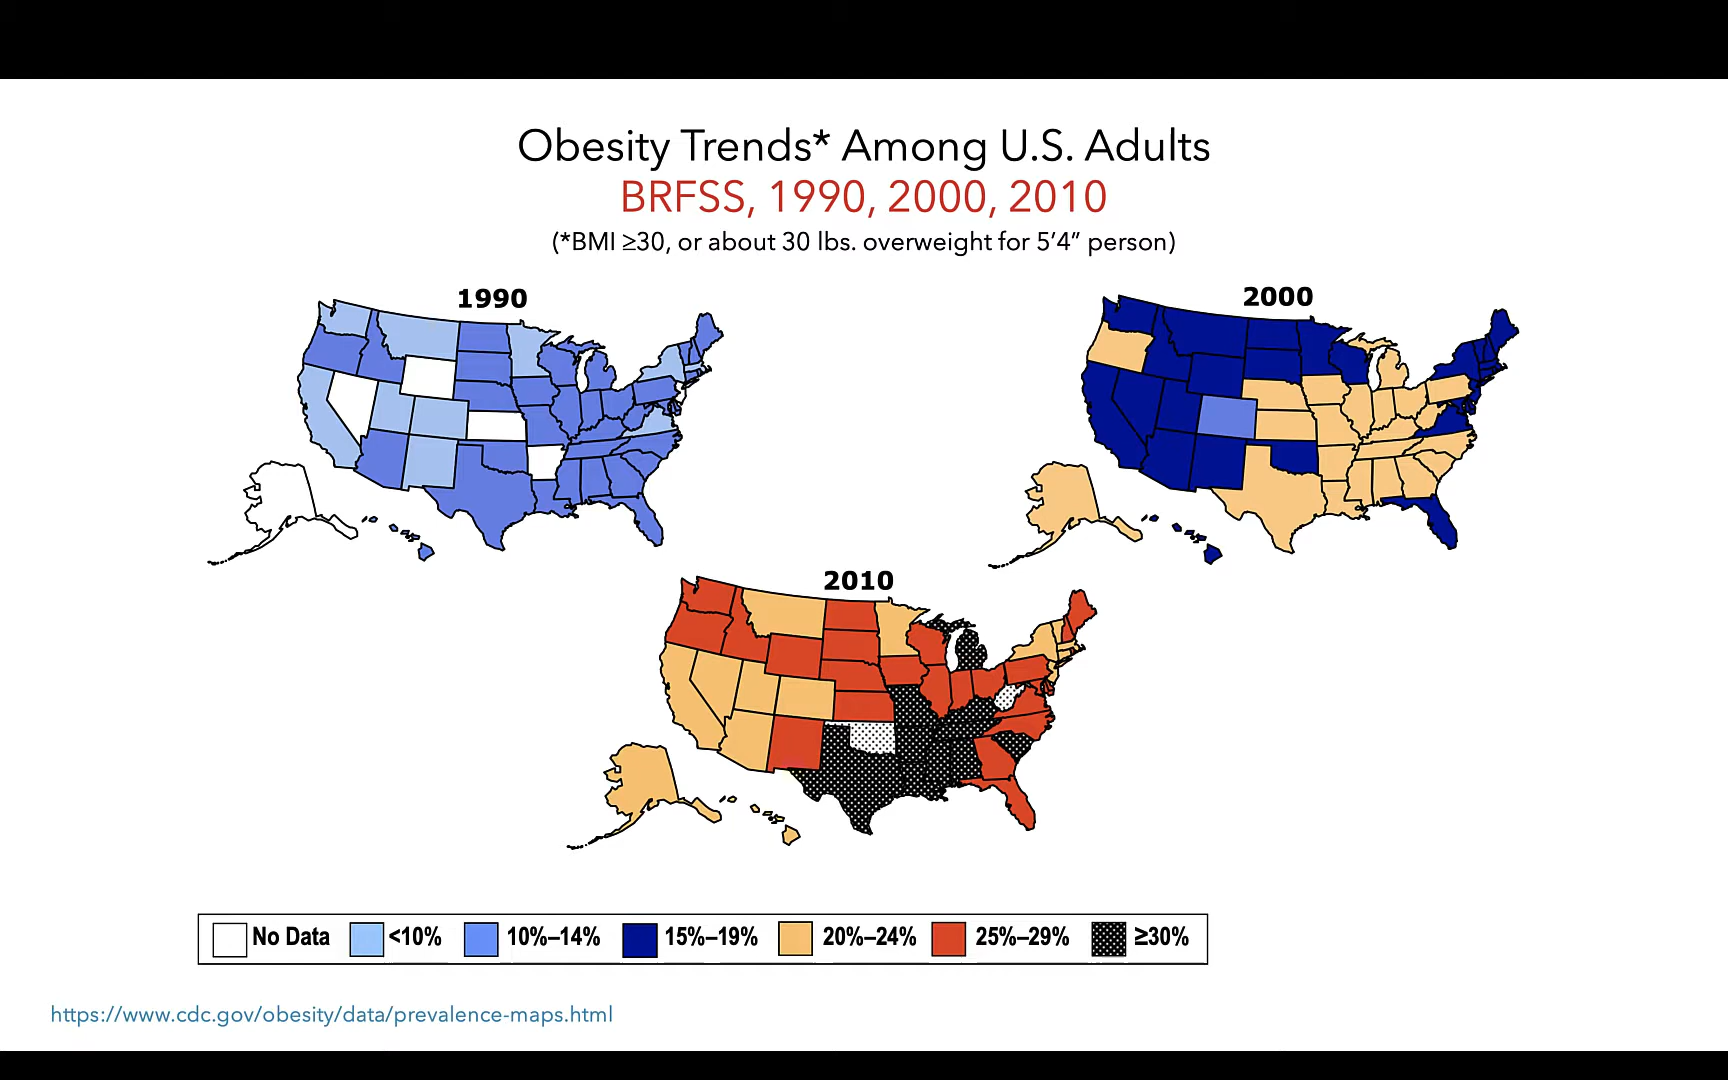 Obesity Trends* Among U.S. Adults
BRFSS, 1990, 2000, 2010
(*BMI ≥30, or about 30 lbs. overweight for 5’4” person)
1990
2000
2010
No Data <10% 10%–14% 15%–19% 20%–24% 25%–29% ≥30%
https://www.cdc.gov/obesity/data/prevalence-maps.html